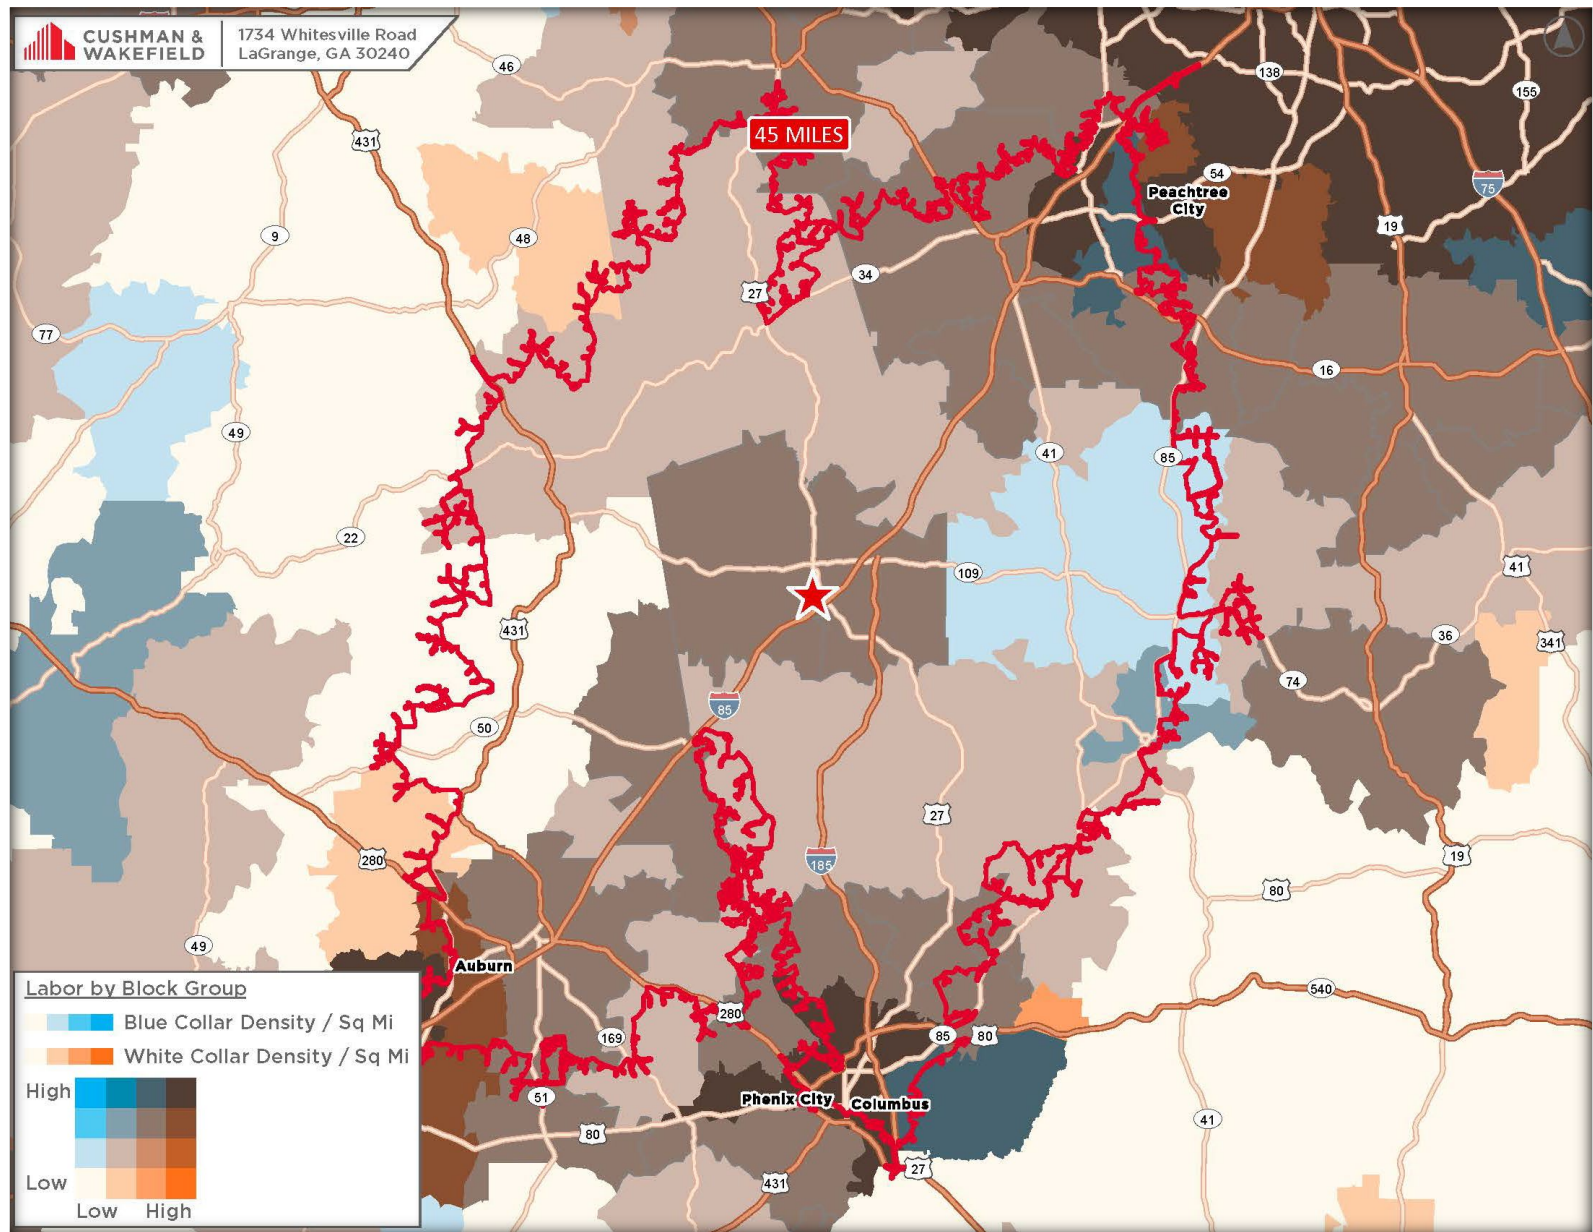 CUSHMAN &
WAKEFIELD
1734 Whitesville Road
LaGrange, GA 30240
46
138
155
45 MILES
431
54
75
Peachtree
City
19
9
48
34
27
77
16
49
41
85
22
109
41
431
36
341
74
85
50
27
185
19
280
80
49
Auburn
540
280
169
85
80
51
Phenix City
Columbus
80
41
27
431
Labor by Block Group
Blue Collar Density / Sq Mi
White Collar Density / Sq Mi
High
Low
Low
High